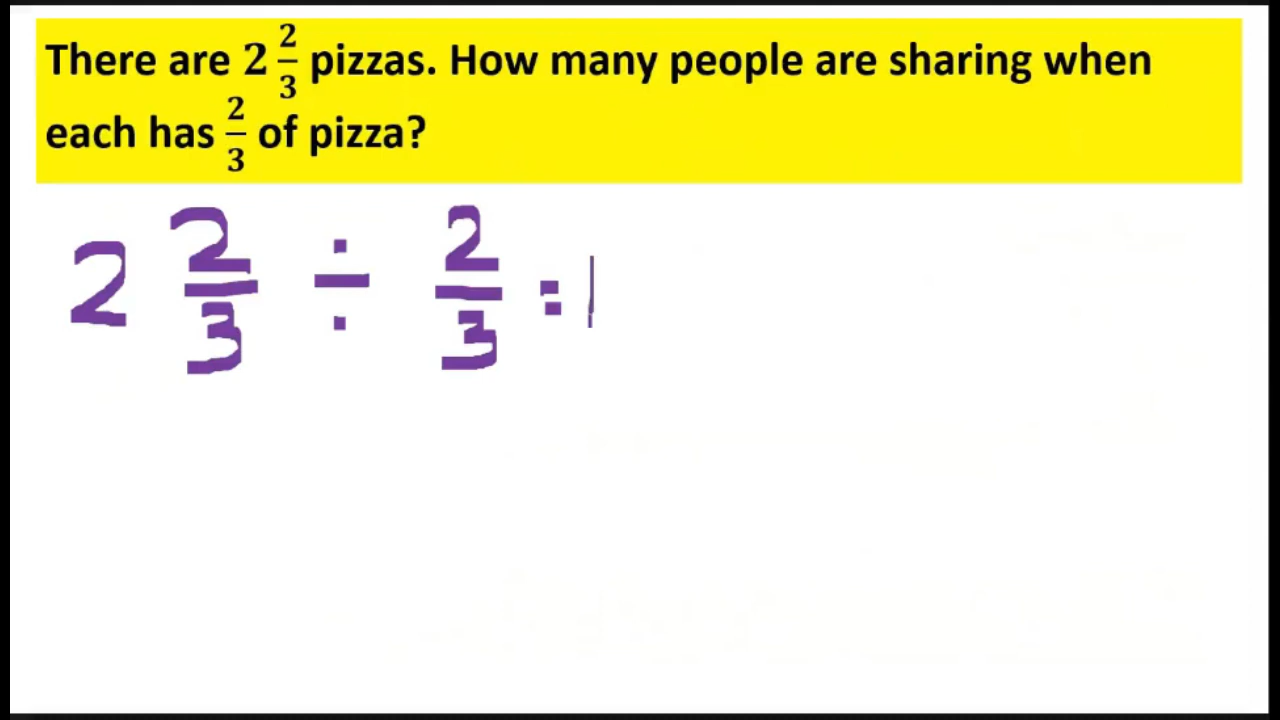 There are 2 2/3 pizzas. How many people are sharing when
each has 2/3 of pizza?
2 2/3 ÷ 2/3 =